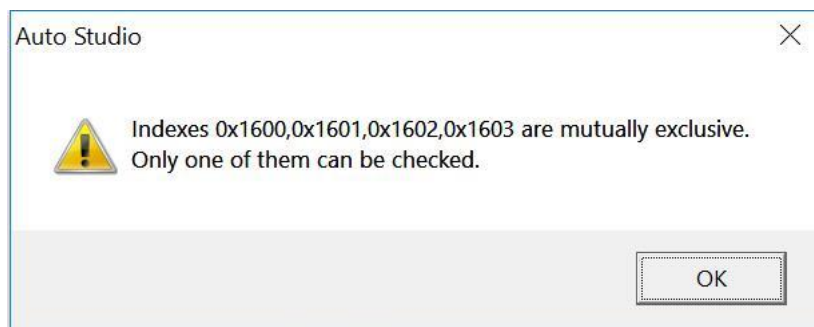 Auto Studio
Indexes 0x1600,0x1601,0x1602,0x1603 are mutually exclusive.
Only one of them can be checked.
OK